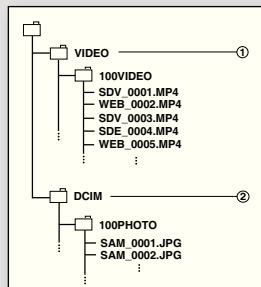 VIDEO ①
100VIDEO
SDV_0001.MP4
WEB_0002.MP4
SDV_0003.MP4
SDE_0004.MP4
WEB_0005.MP4
DCIM ②
100PHOTO
SAM_0001.JPG
SAM_0002.JPG